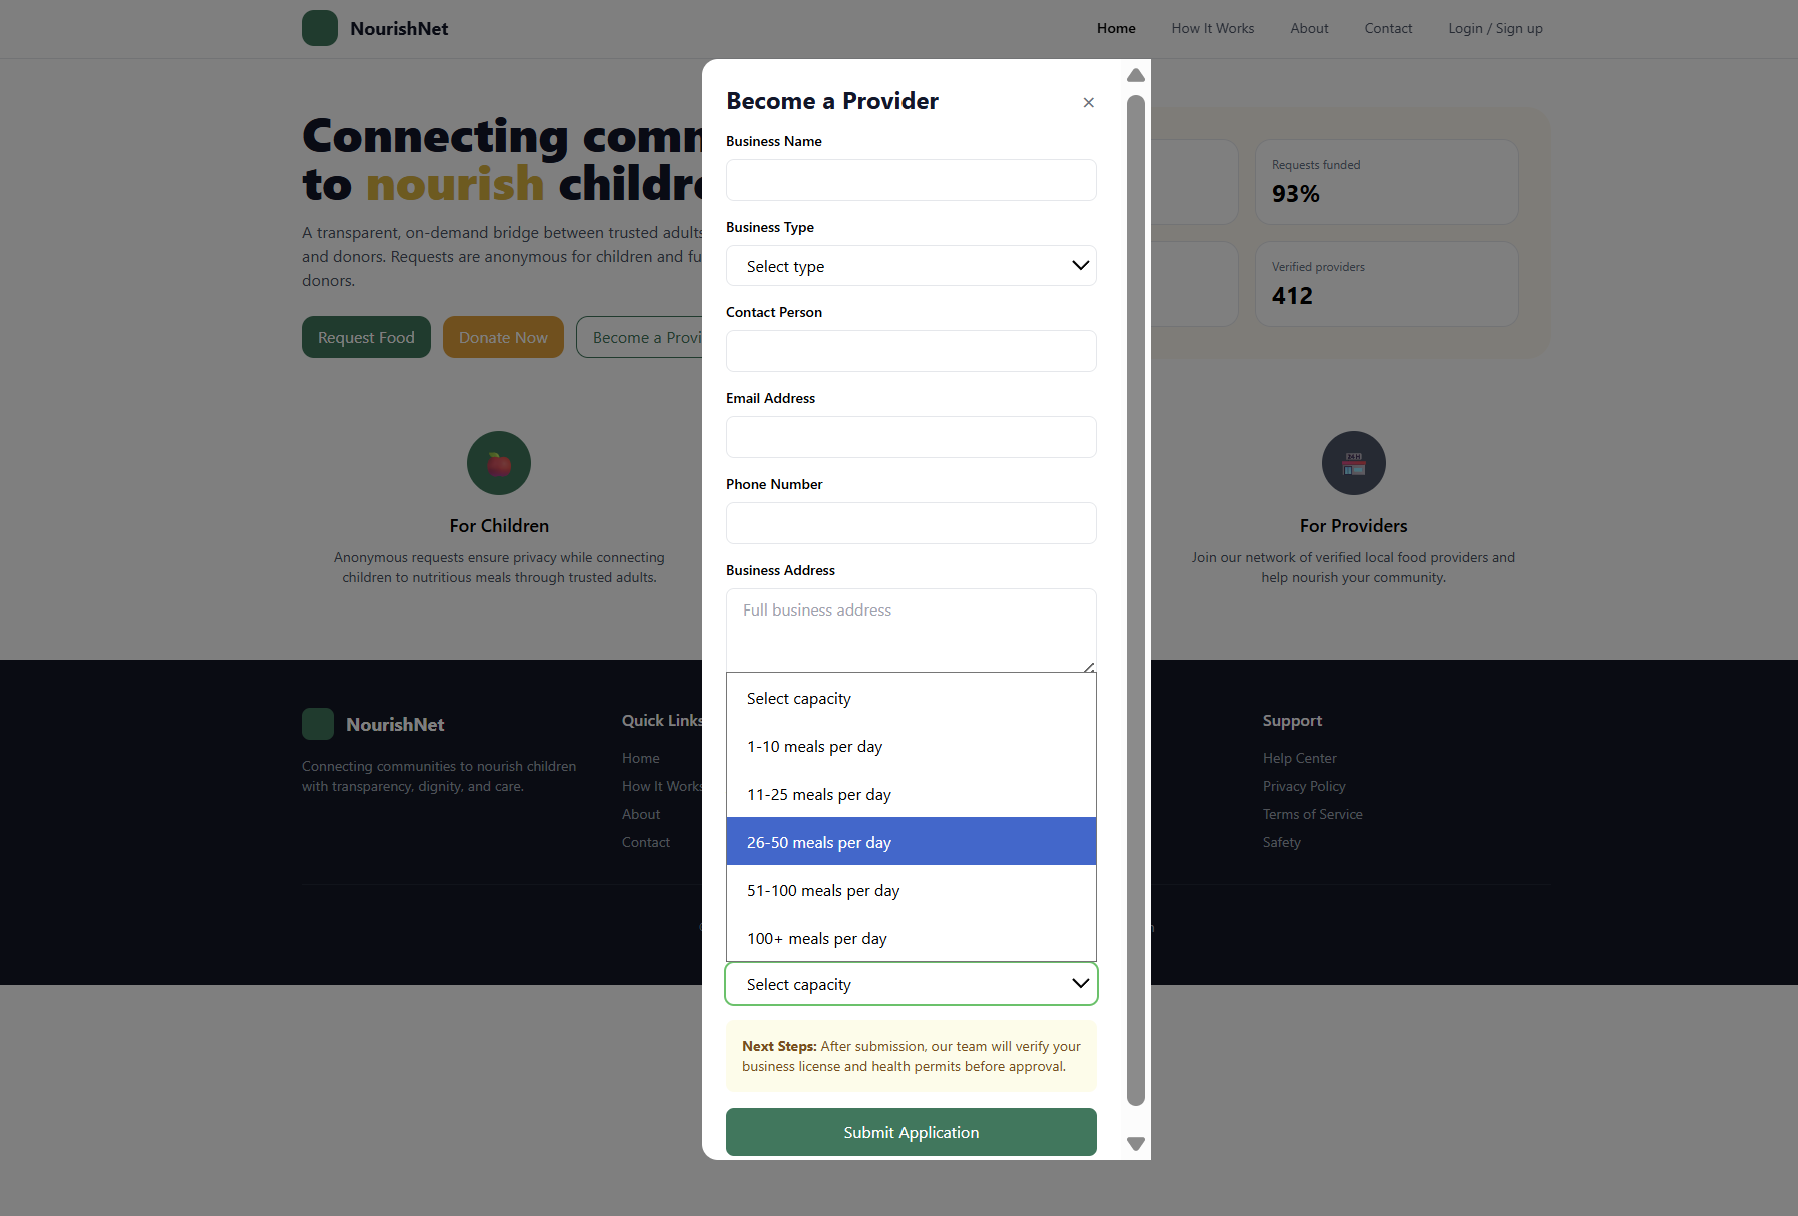 NourishNet
Home
How It Works
About
Contact
Login / Sign up
Become a Provider
×
Business Name
Business Type
Select type
Contact Person
Email Address
Phone Number
Business Address
Full business address
Select capacity
1-10 meals per day
11-25 meals per day
26-50 meals per day
51-100 meals per day
100+ meals per day
Select capacity
Next Steps: After submission, our team will verify your
business license and health permits before approval.
Submit Application
Connecting
to nourish
A transparent, on-demand bridge between trusted adults
and donors. Requests are anonymous for children and
donors.
Request Food
Donate Now
Become a
Requests funded
93%
Verified providers
412
For Children
Anonymous requests ensure privacy while connecting
children to nutritious meals through trusted adults.
24H
For Providers
Join our network of verified local food providers and
help nourish your community.
NourishNet
Connecting communities to nourish children
with transparency, dignity, and care.
Quick Links
Home
How It Works
About
Contact
Support
Help Center
Privacy Policy
Terms of Service
Safety